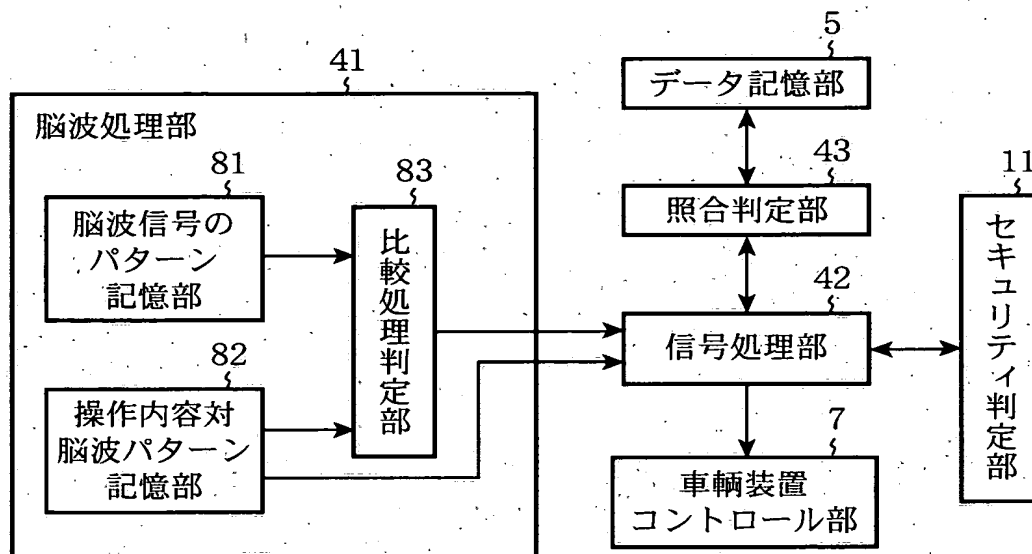 41
脳波処理部
81
脳波信号の
パターン
記憶部
82
操作内容対
脳波パターン
記憶部
83
比較処理判定部
5
データ記憶部
43
照合判定部
42
信号処理部
7
車輌装置
コントロール部
11
セキュリティ判定部